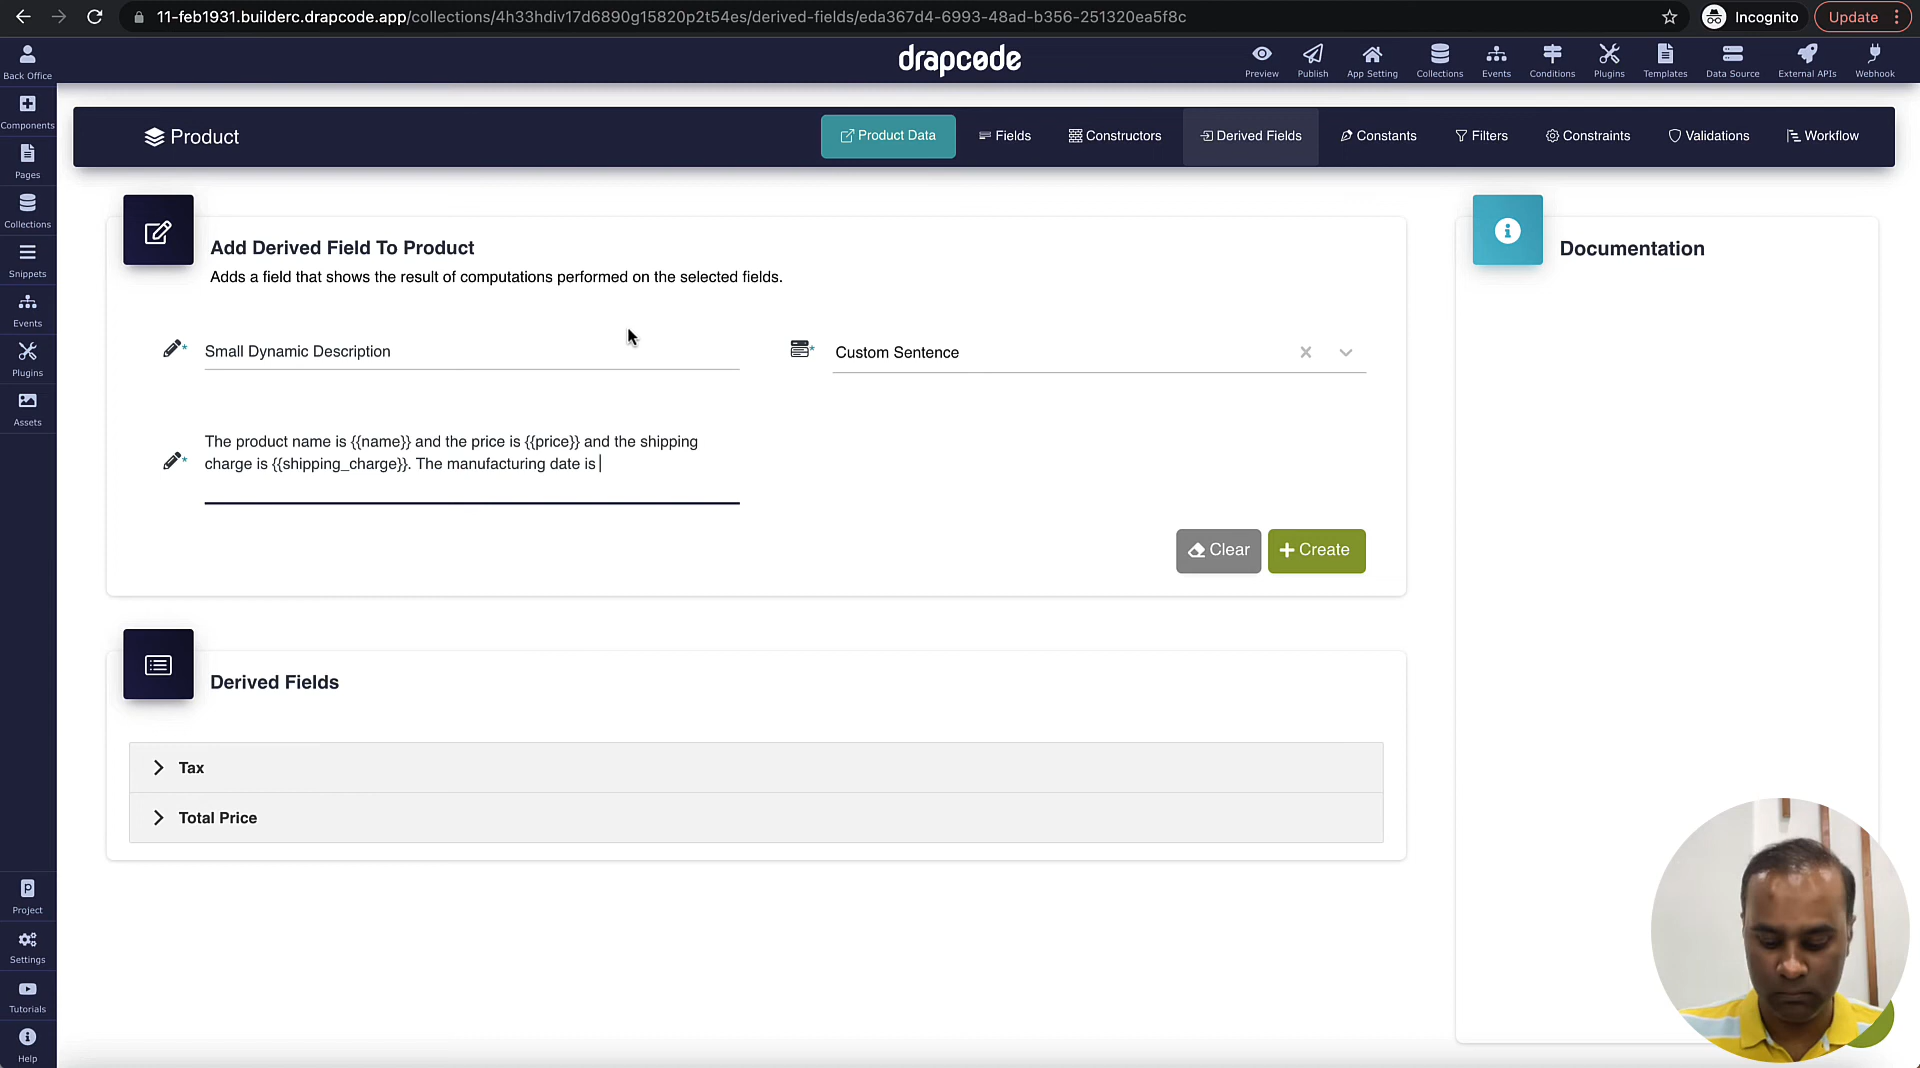 11-feb1931.builderc.drapcode.app/collections/4h33hdiv17d6890g15820p2t54es/derived-fields/eda367d4-6993-48ad-b356-251320ea5f8c
Incognito
Update
Back Office
drapcode
Preview
Publish
App Setting
Collections
Events
Conditions
Plugins
Templates
Data Source
External APIs
Webhook
Components
Pages
Collections
Snippets
Events
Plugins
Assets
Project
Settings
Tutorials
Help
Product
Product Data
Fields
Constructors
Derived Fields
Constants
Filters
Constraints
Validations
Workflow
Add Derived Field To Product
Adds a field that shows the result of computations performed on the selected fields.
Small Dynamic Description
Custom Sentence
The product name is {{name}} and the price is {{price}} and the shipping
charge is {{shipping_charge}}. The manufacturing date is
Clear
Create
Derived Fields
Tax
Total Price
Documentation